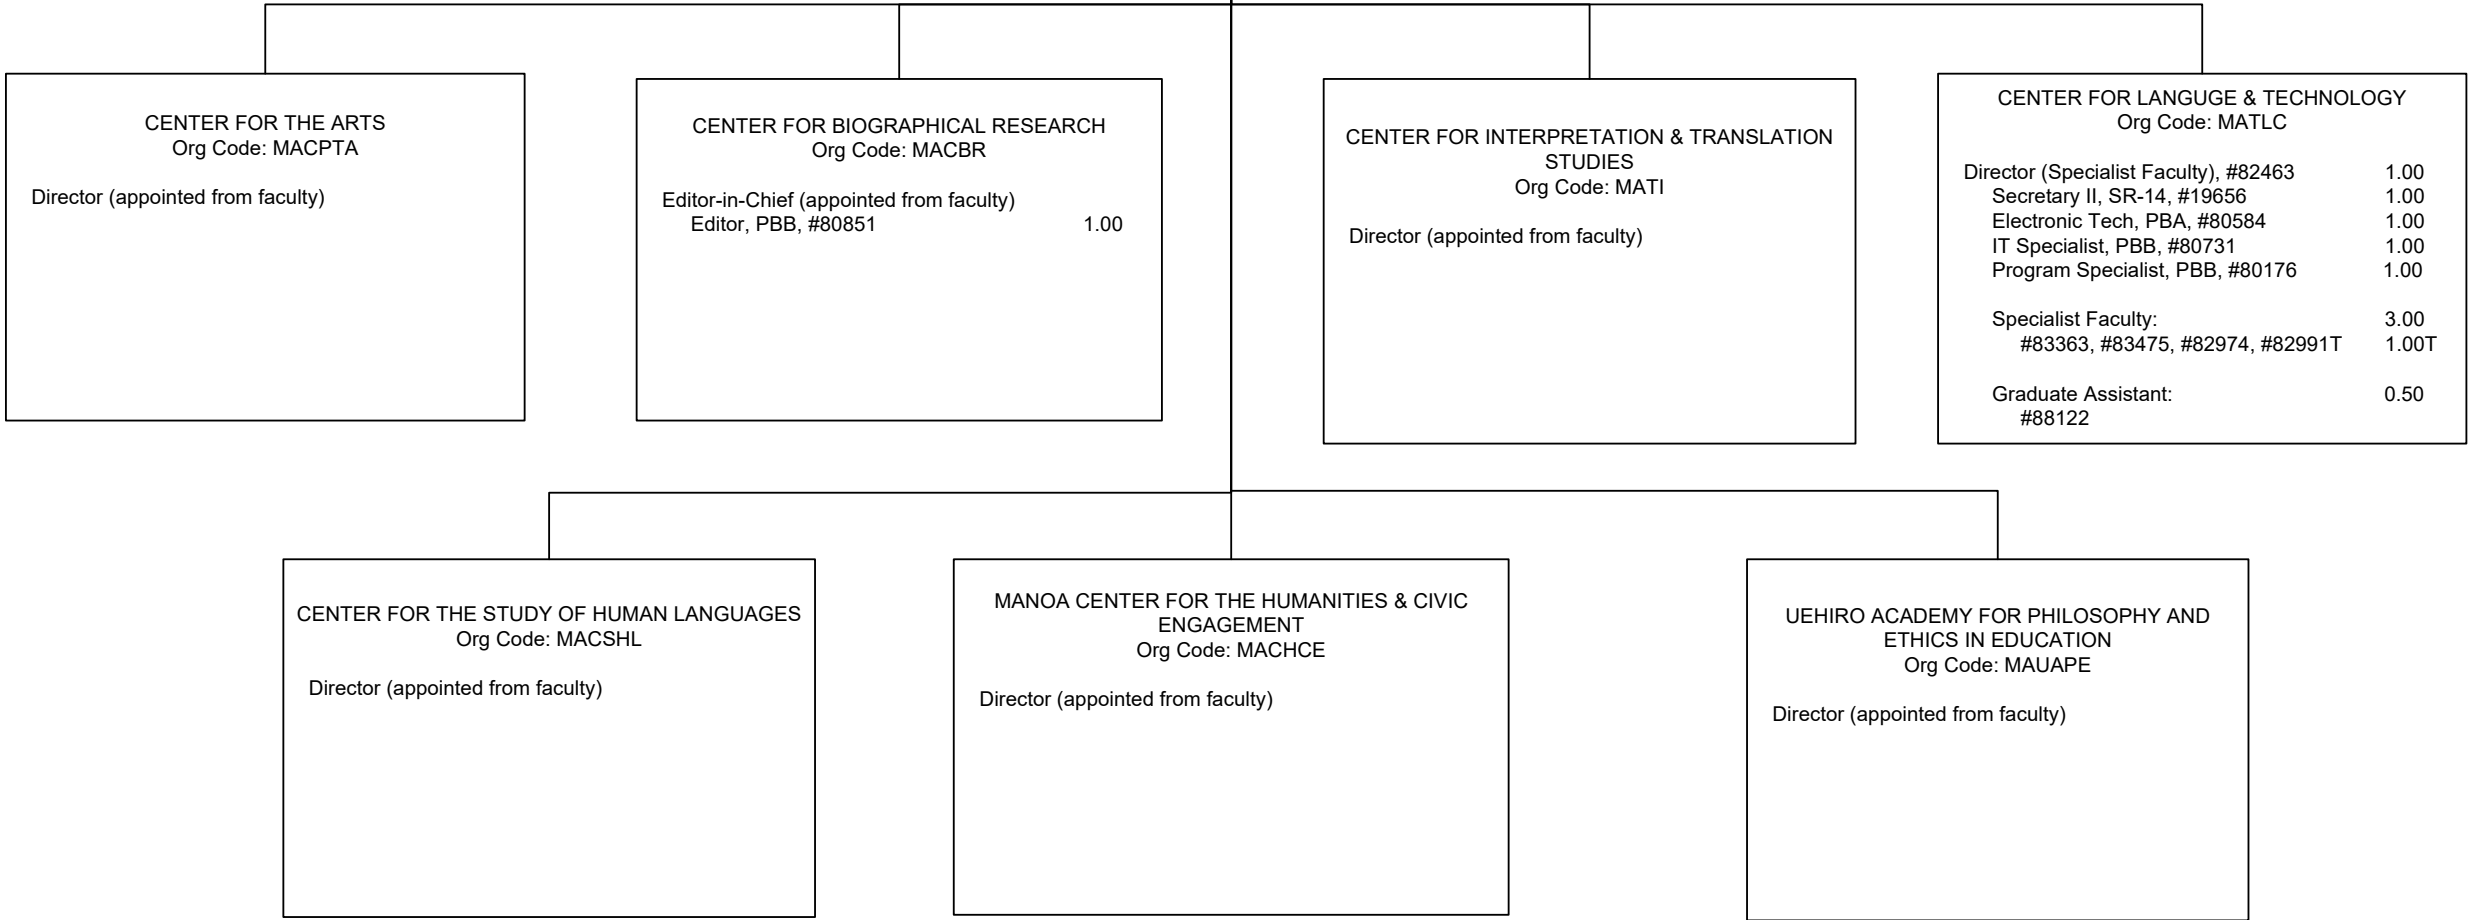 CENTER FOR THE ARTS
Org Code: MACPTA
Director (appointed from faculty)
CENTER FOR BIOGRAPHICAL RESEARCH
Org Code: MACBR
Editor-in-Chief (appointed from faculty)
Editor, PBB, #80851 1.00
CENTER FOR INTERPRETATION & TRANSLATION
STUDIES
Org Code: MATI
Director (appointed from faculty)
CENTER FOR LANGUGE & TECHNOLOGY
Org Code: MATLC
Director (Specialist Faculty), #82463 1.00
Secretary II, SR-14, #19656 1.00
Electronic Tech, PBA, #80584 1.00
IT Specialist, PBB, #80731 1.00
Program Specialist, PBB, #80176 1.00
Specialist Faculty: 3.00
#83363, #83475, #82974, #82991T 1.00T
Graduate Assistant: 0.50
#88122
CENTER FOR THE STUDY OF HUMAN LANGUAGES
Org Code: MACSHL
Director (appointed from faculty)
MANOA CENTER FOR THE HUMANITIES & CIVIC
ENGAGEMENT
Org Code: MACHCE
Director (appointed from faculty)
UEHIRO ACADEMY FOR PHILOSOPHY AND
ETHICS IN EDUCATION
Org Code: MAUAPE
Director (appointed from faculty)